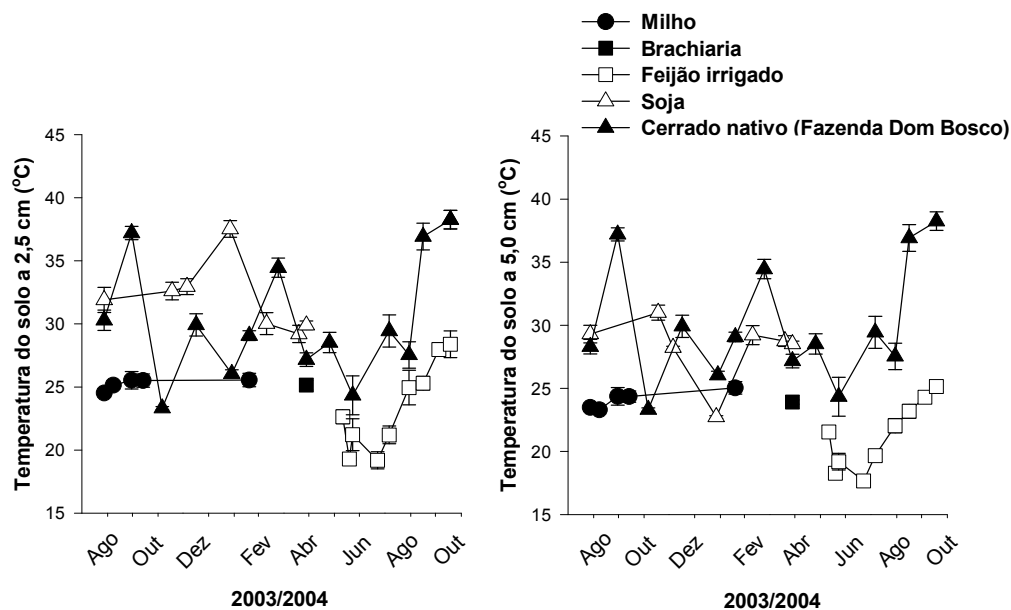 Milho
Brachiaria
Feijão irrigado
Soja
Cerrado nativo (Fazenda Dom Bosco)
Temperatura do solo a 2,5 cm (°C)
45
40
35
30
25
20
15
Ago
Out
Dez
Fev
Abr
Jun
Ago
Out
2003/2004
Temperatura do solo a 5,0 cm (°C)
45
40
35
30
25
20
15
Ago
Out
Dez
Fev
Abr
Jun
Ago
Out
2003/2004